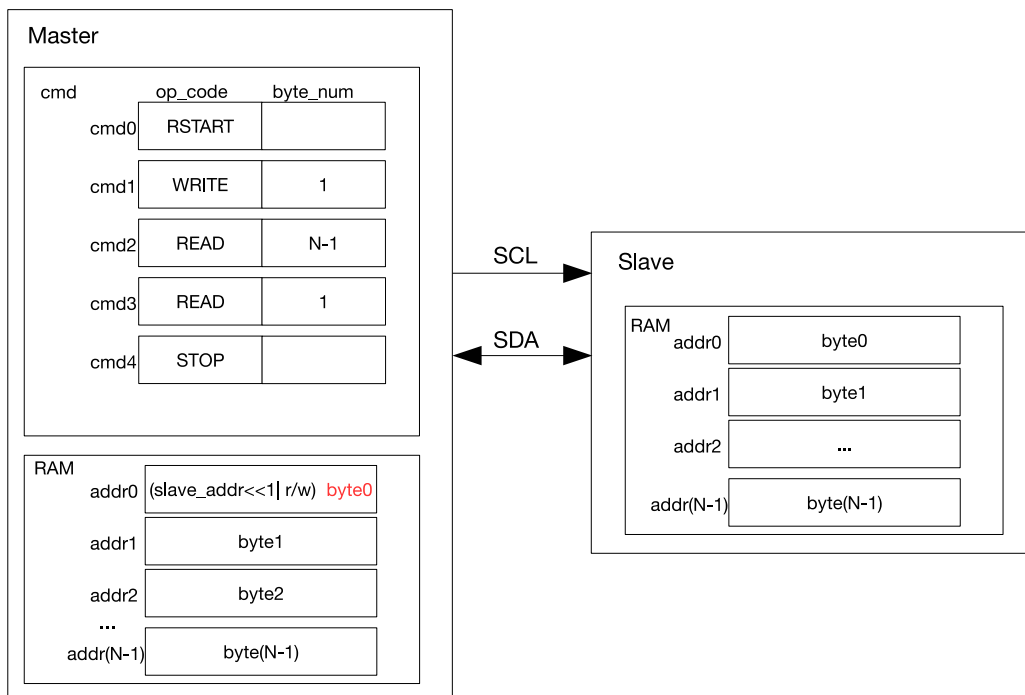 Master
cmd op_code byte_num
cmd0 RSTART
cmd1 WRITE 1
cmd2 READ N-1
cmd3 READ 1
cmd4 STOP
RAM
addr0 (slave_addr<<1| r/w) byte0
addr1 byte1
addr2 byte2
...
addr(N-1) byte(N-1)
SCL
SDA
Slave
RAM
addr0 byte0
addr1 byte1
addr2 ...
addr(N-1) byte(N-1)